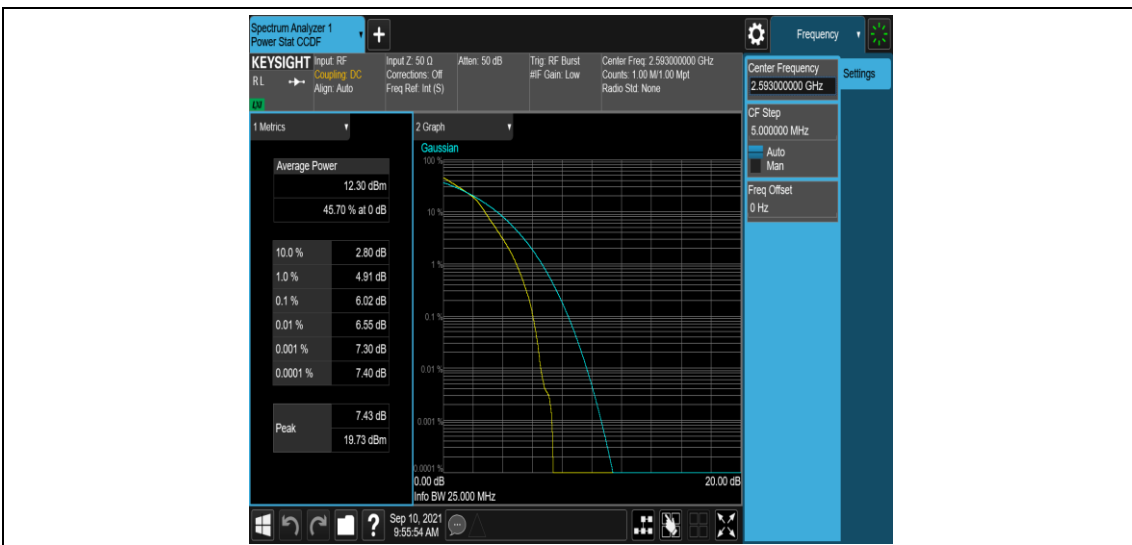 Spectrum Analyzer 1
Power Stat CCDF
+
Frequency
KEYSIGHT
RL
Input: RF
Coupling: DC
Align: Auto
Input Z: 50 Ω
Corrections: Off
Freq Ref: Int (S)
Atten: 50 dB
Trig: RF Burst
#IF Gain: Low
Center Freq: 2.593000000 GHz
Counts: 1.00 M/1.00 Mpt
Radio Std: None
Center Frequency
2.593000000 GHz
Settings
CF Step
5.000000 MHz
Auto
Man
Freq Offset
0 Hz
1 Metrics
Average Power
12.30 dBm
45.70 % at 0 dB
10.0 % 2.80 dB
1.0 % 4.91 dB
0.1 % 6.02 dB
0.01 % 6.55 dB
0.001 % 7.30 dB
0.0001 % 7.40 dB
Peak
7.43 dB
19.73 dBm
2 Graph
Gaussian
100 %
10 %
1 %
0.1 %
0.01 %
0.001 %
0.0001 %
0.00 dB 20.00 dB
Info BW 25.000 MHz
? Sep 10, 2021
9:55:54 AM